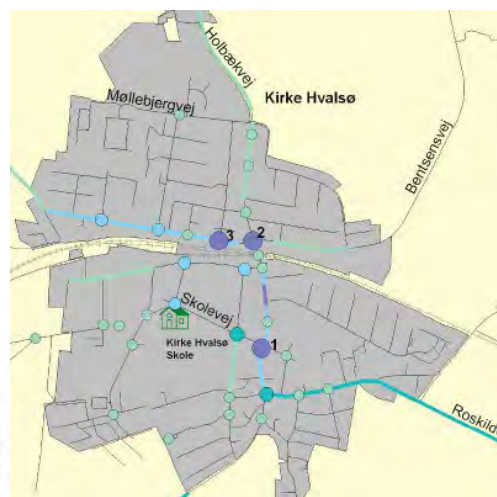 Holbækvej
Kirke Hvalsø
Møllebjergvej
Bentsensvej
3
2
Skolevej
Kirke Hvalsø
Skole
1
Roskild